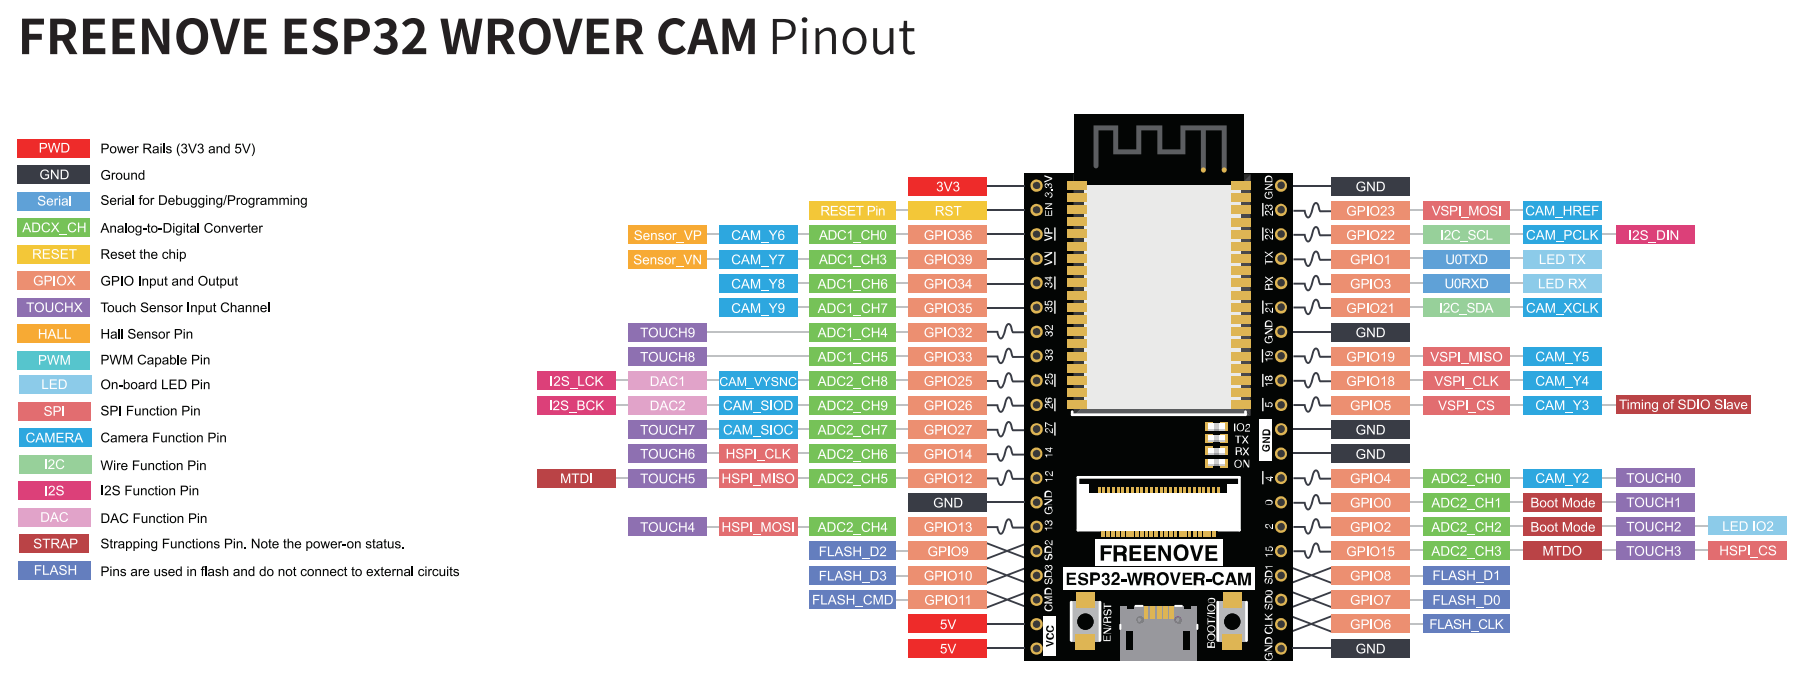 FREENOVE ESP32 WROVER CAM Pinout
PWD Power Rails (3V3 and 5V)
GND Ground
Serial Serial for Debugging/Programming
ADCX_CH Analog-to-Digital Converter
RESET Reset the chip
GPIOX GPIO Input and Output
TOUCHX Touch Sensor Input Channel
HALL Hall Sensor Pin
PWM PWM Capable Pin
LED On-board LED Pin
SPI SPI Function Pin
CAMERA Camera Function Pin
I2C Wire Function Pin
I2S I2S Function Pin
DAC DAC Function Pin
STRAP Strapping Functions Pin. Note the power-on status.
FLASH Pins are used in flash and do not connect to external circuits
3V3 3.3V
RESET Pin RST EN
Sensor_VP CAM_Y6 ADC1_CH0 GPIO36 VP
Sensor_VN CAM_Y7 ADC1_CH3 GPIO39 VN
CAM_Y8 ADC1_CH6 GPIO34 34
CAM_Y9 ADC1_CH7 GPIO35 35
TOUCH9 ADC1_CH4 GPIO32 32
TOUCH8 ADC1_CH5 GPIO33 33
I2S_LCK DAC1 CAM_VYSNC ADC2_CH8 GPIO25 25
I2S_BCK DAC2 CAM_SIOD ADC2_CH9 GPIO26 26
TOUCH7 CAM_SIOC ADC2_CH7 GPIO27 27
TOUCH6 HSPI_CLK ADC2_CH6 GPIO14 14
MTDI TOUCH5 HSPI_MISO ADC2_CH5 GPIO12 12
GND GND
TOUCH4 HSPI_MOSI ADC2_CH4 GPIO13 13
FLASH_D2 GPIO9 SD2
FLASH_D3 GPIO10 SD3
FLASH_CMD GPIO11 CMD
5V VCC
5V
IO2
TX
RX
ON
FREENOVE
ESP32-WROVER-CAM
EN/RST
BOOT/IO0
GND GND
23 GPIO23 VSPI_MOSI CAM_HREF
22 GPIO22 I2C_SCL CAM_PCLK I2S_DIN
TX GPIO1 U0TXD LED TX
RX GPIO3 U0RXD LED RX
21 GPIO21 I2C_SDA CAM_XCLK
GND GND
19 GPIO19 VSPI_MISO CAM_Y5
18 GPIO18 VSPI_CLK CAM_Y4
5 GPIO5 VSPI_CS CAM_Y3 Timing of SDIO Slave
GND GND
GND
4 GPIO4 ADC2_CH0 CAM_Y2 TOUCH0
0 GPIO0 ADC2_CH1 Boot Mode TOUCH1
2 GPIO2 ADC2_CH2 Boot Mode TOUCH2 LED IO2
15 GPIO15 ADC2_CH3 MTDO TOUCH3 HSPI_CS
SD1 GPIO8 FLASH_D1
SD0 GPIO7 FLASH_D0
CLK GPIO6 FLASH_CLK
GND GND